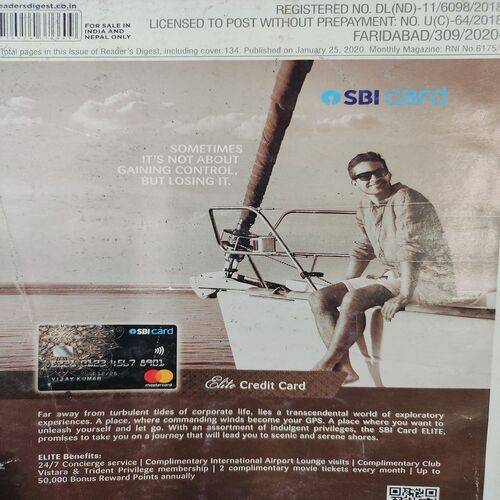 eadersdigest.co.in
FOR SALE IN
INDIA AND
NEPAL ONLY
REGISTERED NO. DL(ND)-11/6098/2018
LICENSED TO POST WITHOUT PREPAYMENT: NO. U(C)-64/2018
FARIDABAD/309/2020
total pages in this issue of Reader's Digest, including cover:134. Published on January 25, 2020. Monthly Magazine: RNI No.6175
SBI card
SOMETIMES
IT'S NOT ABOUT
GAINING CONTROL,
BUT LOSING IT.
SBI card
0123 4567 8901
VIJAY KUMAR
mastercard
Elite Credit Card
Far away from turbulent tides of corporate life, lies a transcendental world of exploratory
experiences. A place, where commanding winds become your GPS. A place where you want to
unleash yourself and let go. With an assortment of indulgent privileges, the SBI Card ELITE,
promises to take you on a journey that will lead you to scenic and serene shores.
ELITE Benefits:
24/7 Concierge service | Complimentary International Airport Lounge visits | Complimentary Club
Vistara & Trident Privilege membership | 2 complimentary movie tickets every month | Up to
50,000 Bonus Reward Points annually